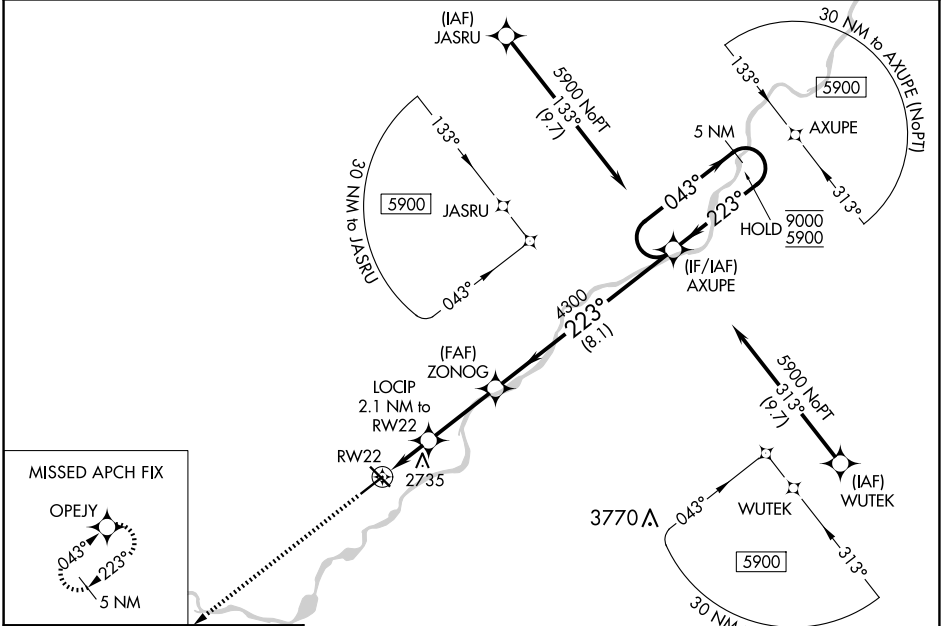 (IAF)
JASRU
5900 NoPT
133°
(9.7)
30 NM to AXUPE (NoPT)
133°
5900
AXUPE
313°
5 NM
043°
223°
HOLD
9000
5900
(IF/IAF)
AXUPE
30 NM to JASRU
133°
5900
JASRU
043°
4300
223°
(8.1)
(FAF)
ZONOG
LOCIP
2.1 NM to
RW22
RW22
2735
5900 NoPT
313°
(9.7)
(IAF)
WUTEK
3770
043°
WUTEK
313°
5900
30 NM
MISSED APCH FIX
OPEJY
043°
223°
5 NM